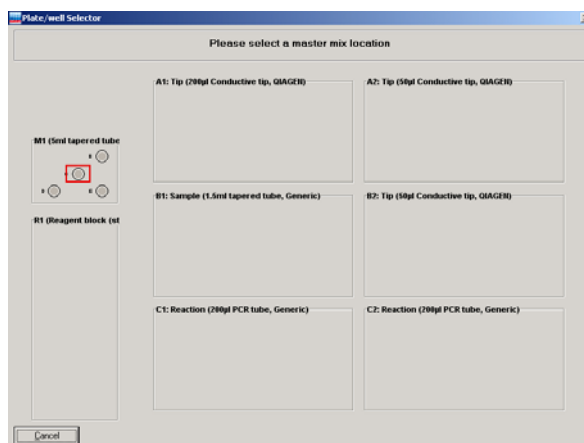 Plate/well Selector
Please select a master mix location
A1: Tip (200µl Conductive tip, QIAGEN)
A2: Tip (50µl Conductive tip, QIAGEN)
M1 (5ml tapered tube
B1: Sample (1.5ml tapered tube, Generic)
B2: Tip (50µl Conductive tip, QIAGEN)
R1 (Reagent block (st
C1: Reaction (200µl PCR tube, Generic)
C2: Reaction (200µl PCR tube, Generic)
Cancel